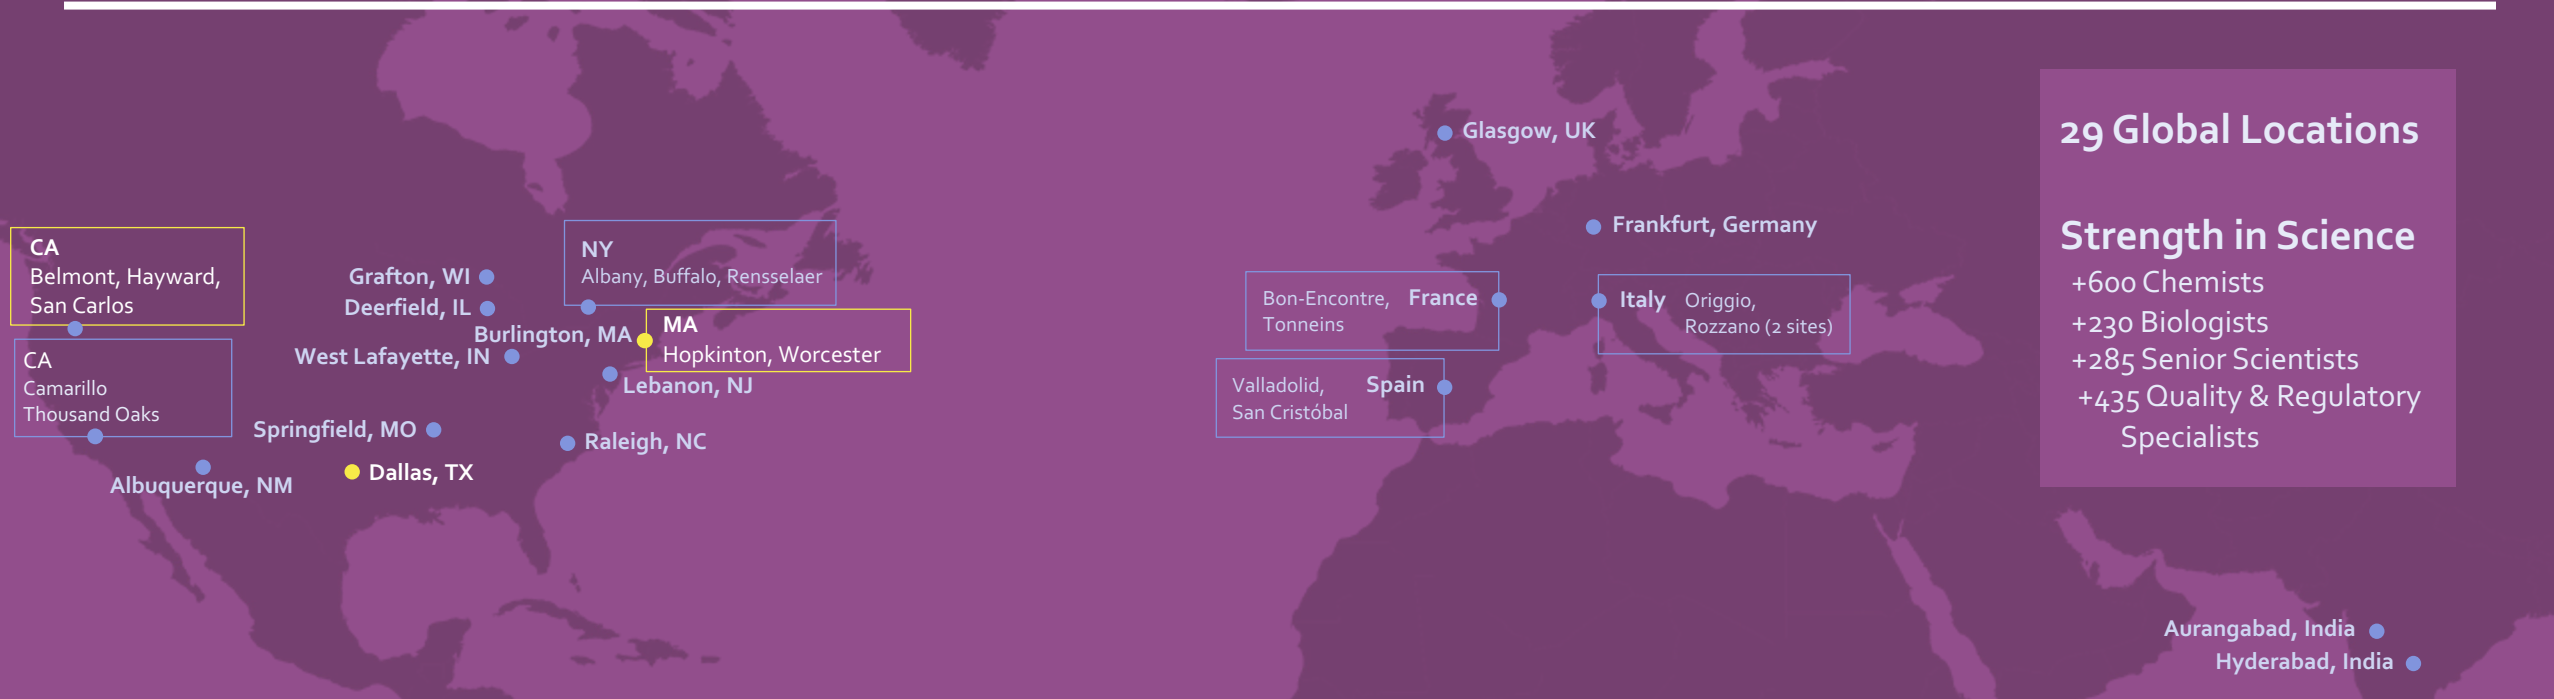 29 Global Locations
Strength in Science
+600 Chemists
+230 Biologists
+285 Senior Scientists
+435 Quality & Regulatory
Specialists
CA
Belmont, Hayward,
San Carlos
CA
Camarillo
Thousand Oaks
Grafton, WI
Deerfield, IL
NY
Albany, Buffalo, Rensselaer
Burlington, MA
MA
Hopkinton, Worcester
West Lafayette, IN
Lebanon, NJ
Springfield, MO
Raleigh, NC
Dallas, TX
Albuquerque, NM
Glasgow, UK
Frankfurt, Germany
Bon-Encontre, France
Tonneins
Italy Origgio,
Rozzano (2 sites)
Valladolid, Spain
San Cristóbal
Aurangabad, India
Hyderabad, India